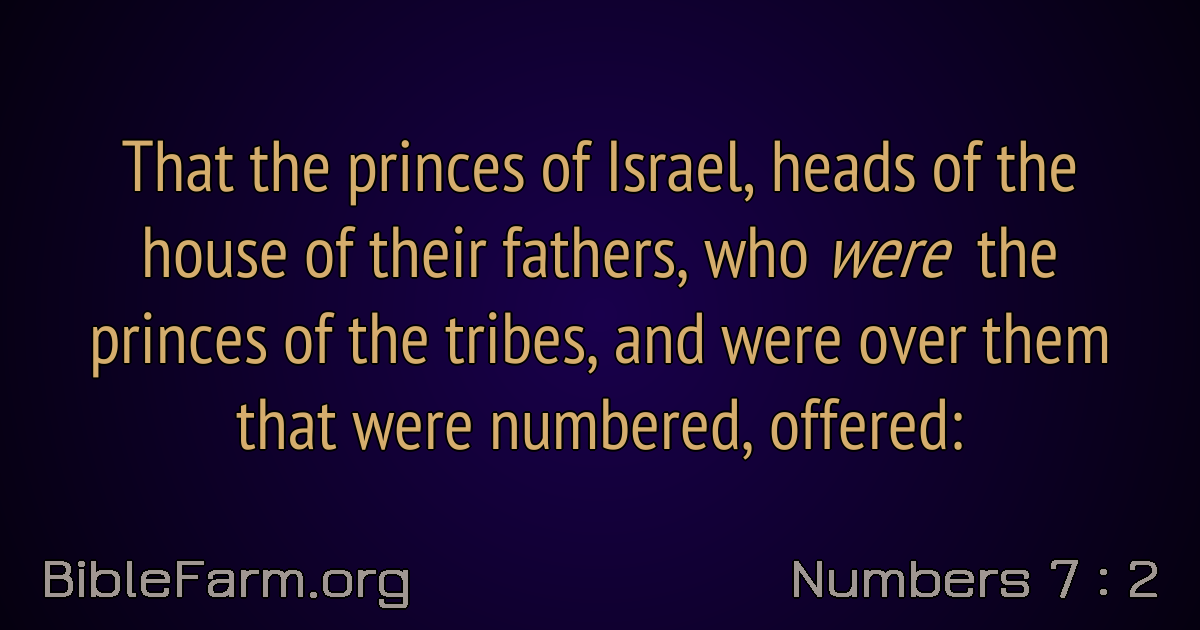 That the princes of Israel, heads of the
house of their fathers, who were the
princes of the tribes, and were over them
that were numbered, offered:
BibleFarm.org
Numbers 7 : 2